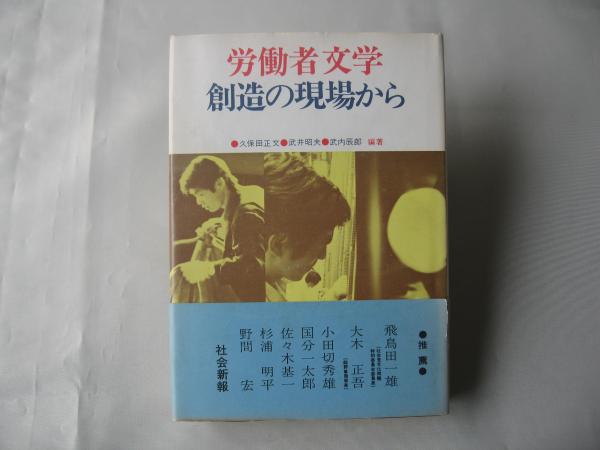 労働者文学
創造の現場から
●久保田正文●武井昭夫●武内辰郎 編著
●推薦●
飛鳥田一雄
大木正吾
小田切秀雄
国分一太郎
佐々木基一
杉浦明平
野間宏
社会新報